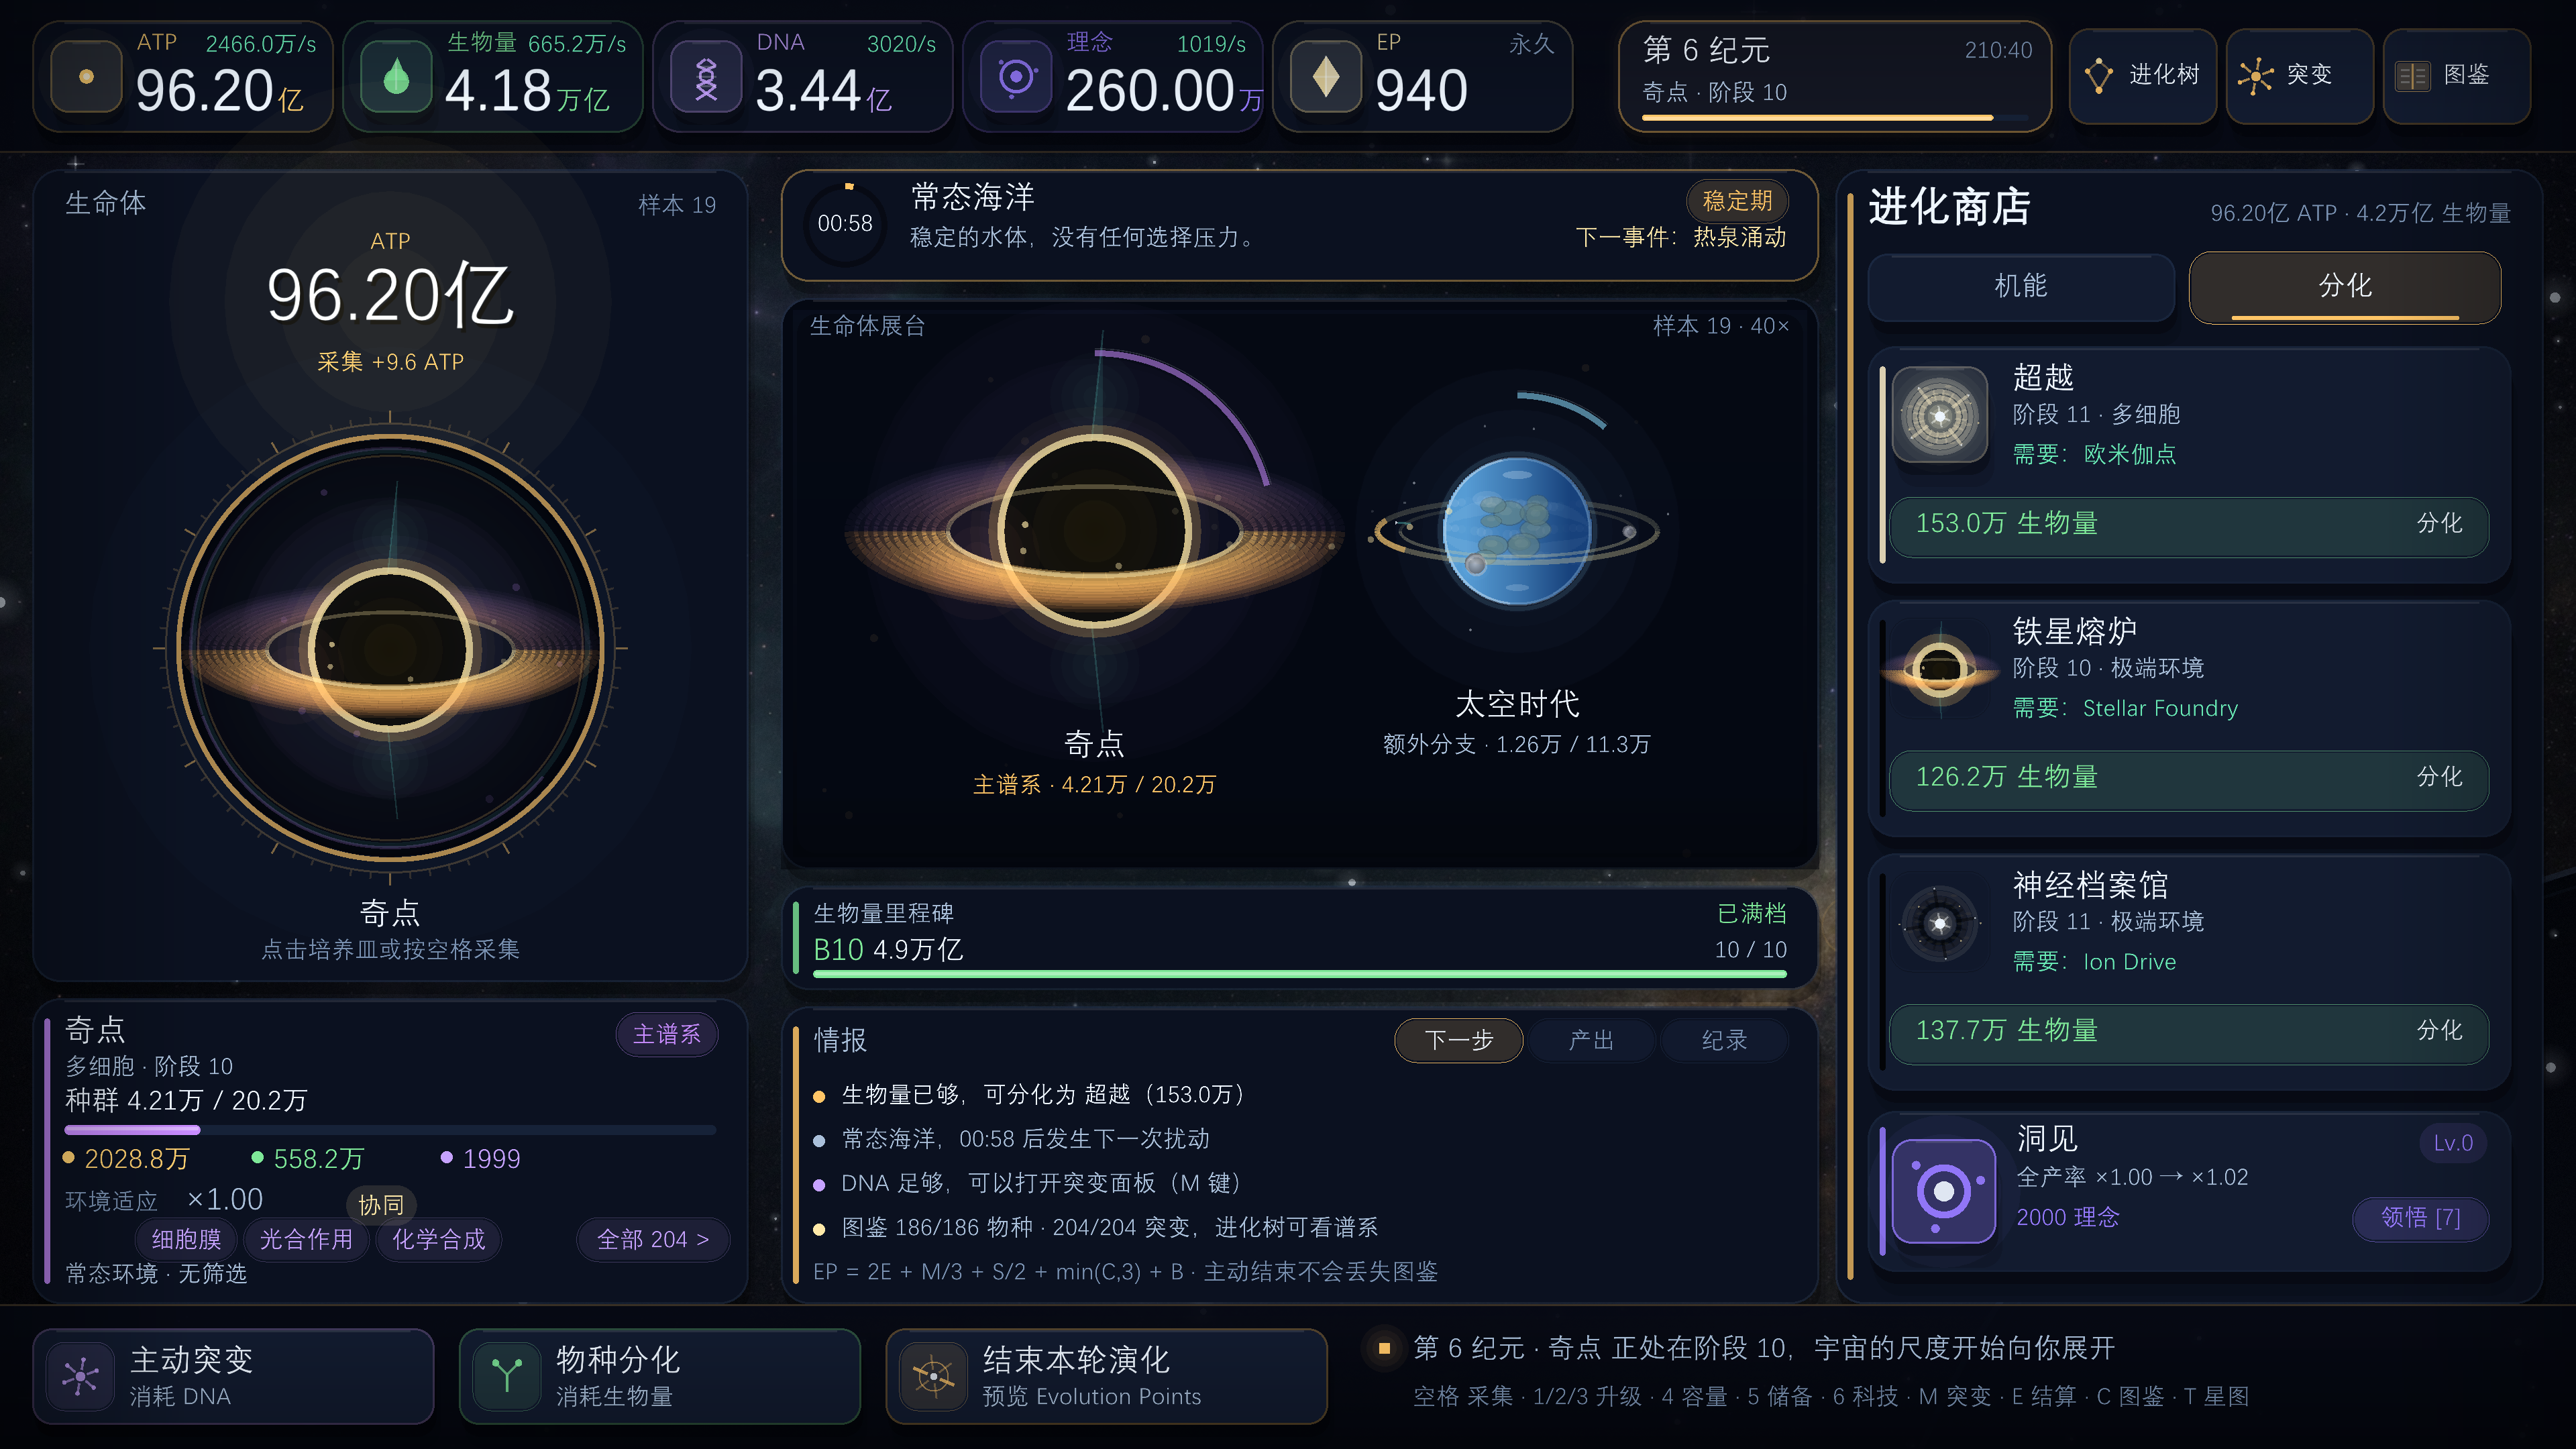 ATP 2466.0万/s
96.20亿
生物量 665.2万/s
4.18万亿
DNA 3020/s
3.44亿
理念 1019/s
260.00万
EP 永久
940
第 6 纪元 210:40
奇点 · 阶段 10
进化树
突变
图鉴
生命体 样本 19
ATP
96.20亿
采集 +9.6 ATP
奇点
点击培养皿或按空格采集
奇点 主谱系
多细胞 · 阶段 10
种群 4.21万 / 20.2万
2028.8万 558.2万 1999
环境适应 ×1.00 协同
细胞膜 光合作用 化学合成 全部 204 >
常态环境 · 无筛选
00:58
常态海洋 稳定期
稳定的水体，没有任何选择压力。 下一事件：热泉涌动
生命体展台 样本 19 · 40×
奇点
主谱系 · 4.21万 / 20.2万
太空时代
额外分支 · 1.26万 / 11.3万
生物量里程碑 已满档
B10 4.9万亿 10 / 10
情报 下一步 产出 纪录
生物量已够，可分化为 超越（153.0万）
常态海洋，00:58 后发生下一次扰动
DNA 足够，可以打开突变面板（M 键）
图鉴 186/186 物种 · 204/204 突变，进化树可看谱系
EP = 2E + M/3 + S/2 + min(C,3) + B · 主动结束不会丢失图鉴
进化商店 96.20亿 ATP · 4.2万亿 生物量
机能 分化
超越
阶段 11 · 多细胞
需要：欧米伽点
153.0万 生物量 分化
铁星熔炉
阶段 10 · 极端环境
需要：Stellar Foundry
126.2万 生物量 分化
神经档案馆
阶段 11 · 极端环境
需要：Ion Drive
137.7万 生物量 分化
洞见 Lv.0
全产率 ×1.00 → ×1.02
2000 理念 领悟 [7]
主动突变
消耗 DNA
物种分化
消耗生物量
结束本轮演化
预览 Evolution Points
第 6 纪元 · 奇点 正处在阶段 10，宇宙的尺度开始向你展开
空格 采集 · 1/2/3 升级 · 4 容量 · 5 储备 · 6 科技 · M 突变 · E 结算 · C 图鉴 · T 星图